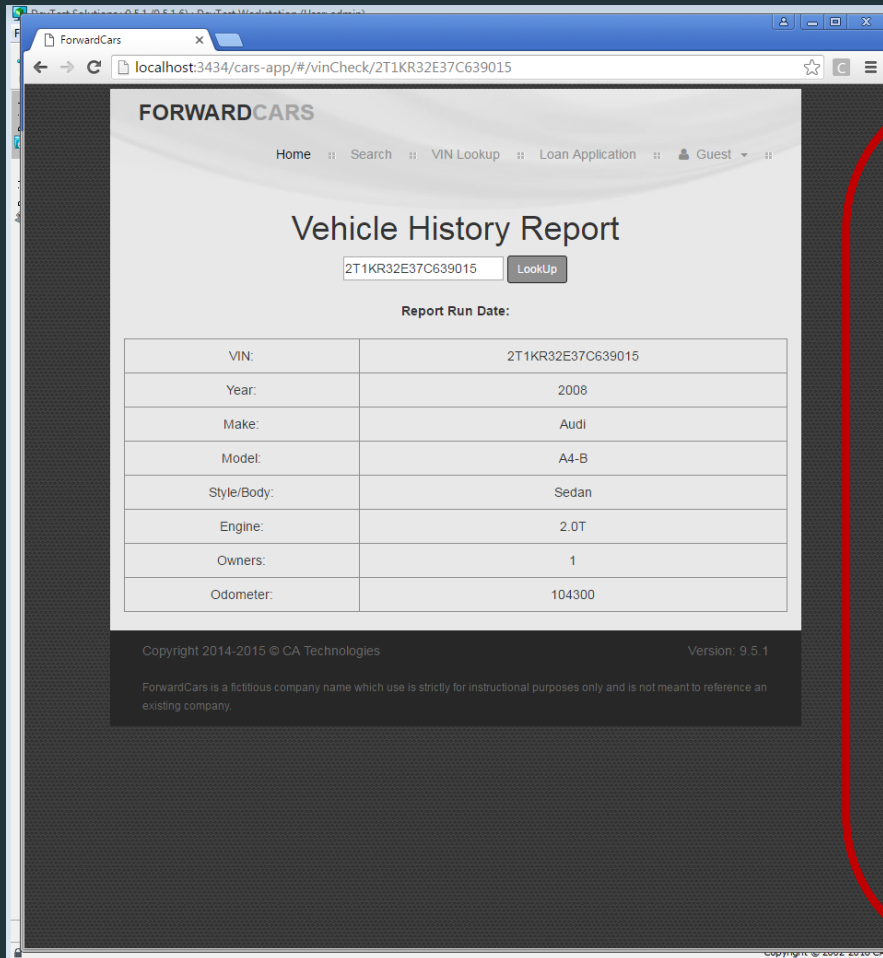 ForwardCars
localhost:3434/cars-app/#/vinCheck/2T1KR32E37C639015
FORWARDCARS
Home :: Search :: VIN Lookup :: Loan Application :: Guest ::
Vehicle History Report
2T1KR32E37C639015 LookUp
Report Run Date:
VIN: 2T1KR32E37C639015
Year: 2008
Make: Audi
Model: A4-B
Style/Body: Sedan
Engine: 2.0T
Owners: 1
Odometer: 104300
Copyright 2014-2015 © CA Technologies Version: 9.5.1
ForwardCars is a fictitious company name which use is strictly for instructional purposes only and is not meant to reference an
existing company.